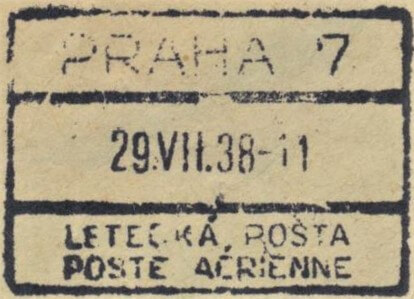 PRAHA 7
29.VII.38-11
LETECKÁ POŠTA
POSTE AÉRIENNE